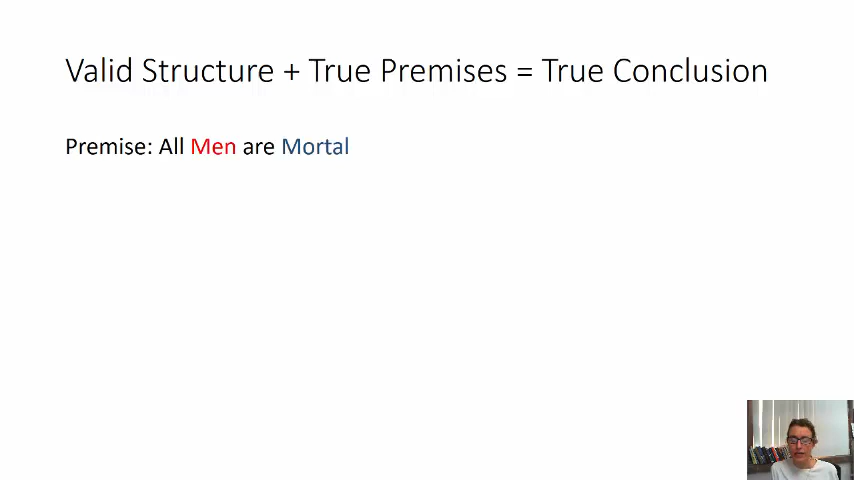 Valid Structure + True Premises = True Conclusion
Premise: All Men are Mortal